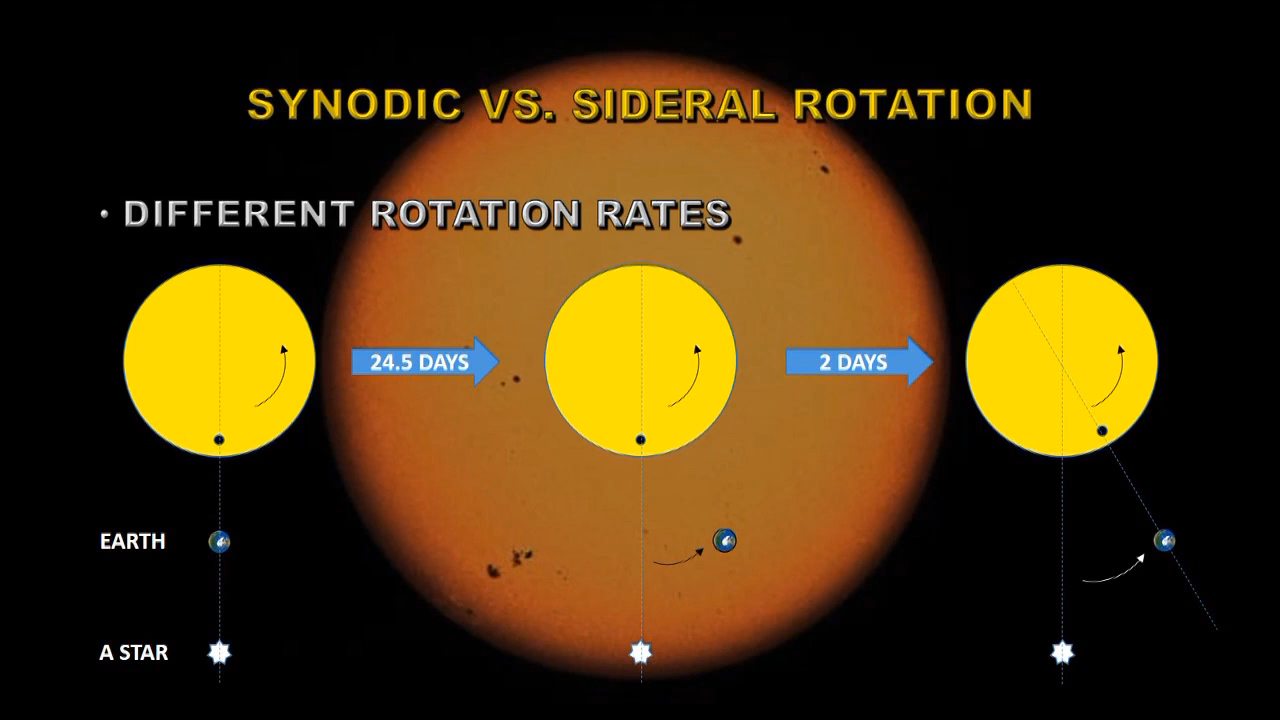 SYNODIC VS. SIDERAL ROTATION
• DIFFERENT ROTATION RATES
24.5 DAYS
2 DAYS
EARTH
A STAR